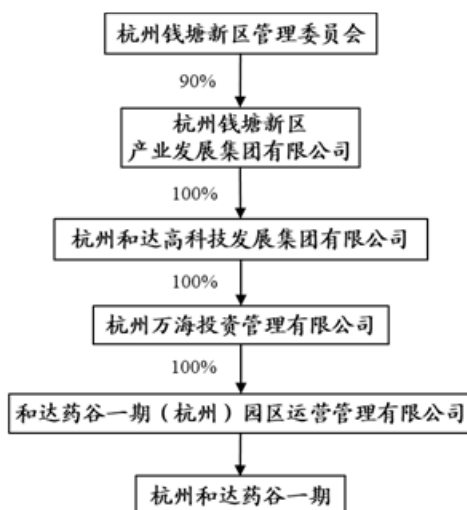 杭州钱塘新区管理委员会
90%
杭州钱塘新区
产业发展集团有限公司
100%
杭州和达高科技发展集团有限公司
100%
杭州万海投资管理有限公司
100%
和达药谷一期（杭州）园区运营管理有限公司
杭州和达药谷一期